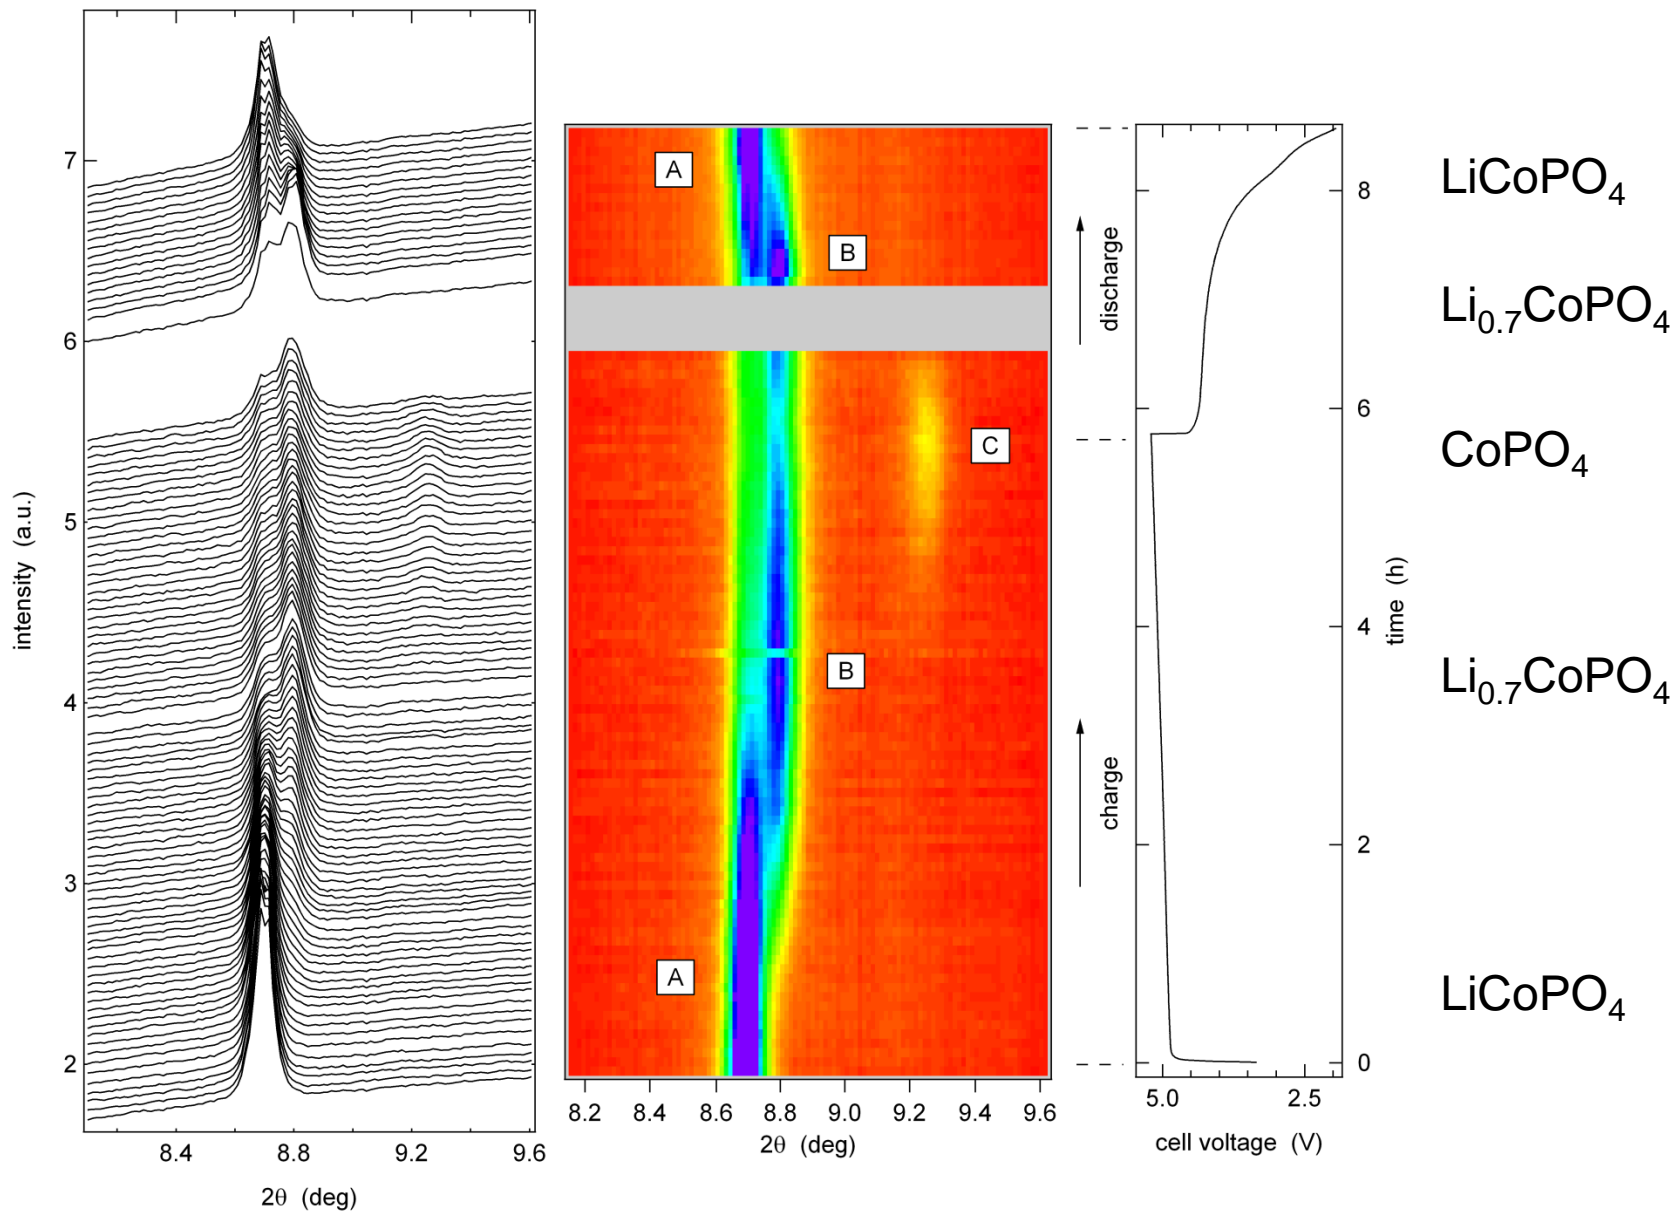 7
6
5
4
3
2
intensity (a.u.)
8.4 8.8 9.2 9.6
2θ (deg)
A
B
C
B
A
8.2 8.4 8.6 8.8 9.0 9.2 9.4 9.6
2θ (deg)
discharge
charge
8
6
4
2
0
time (h)
5.0 2.5
cell voltage (V)
LiCoPO₄
Li₀.₇CoPO₄
CoPO₄
Li₀.₇CoPO₄
LiCoPO₄